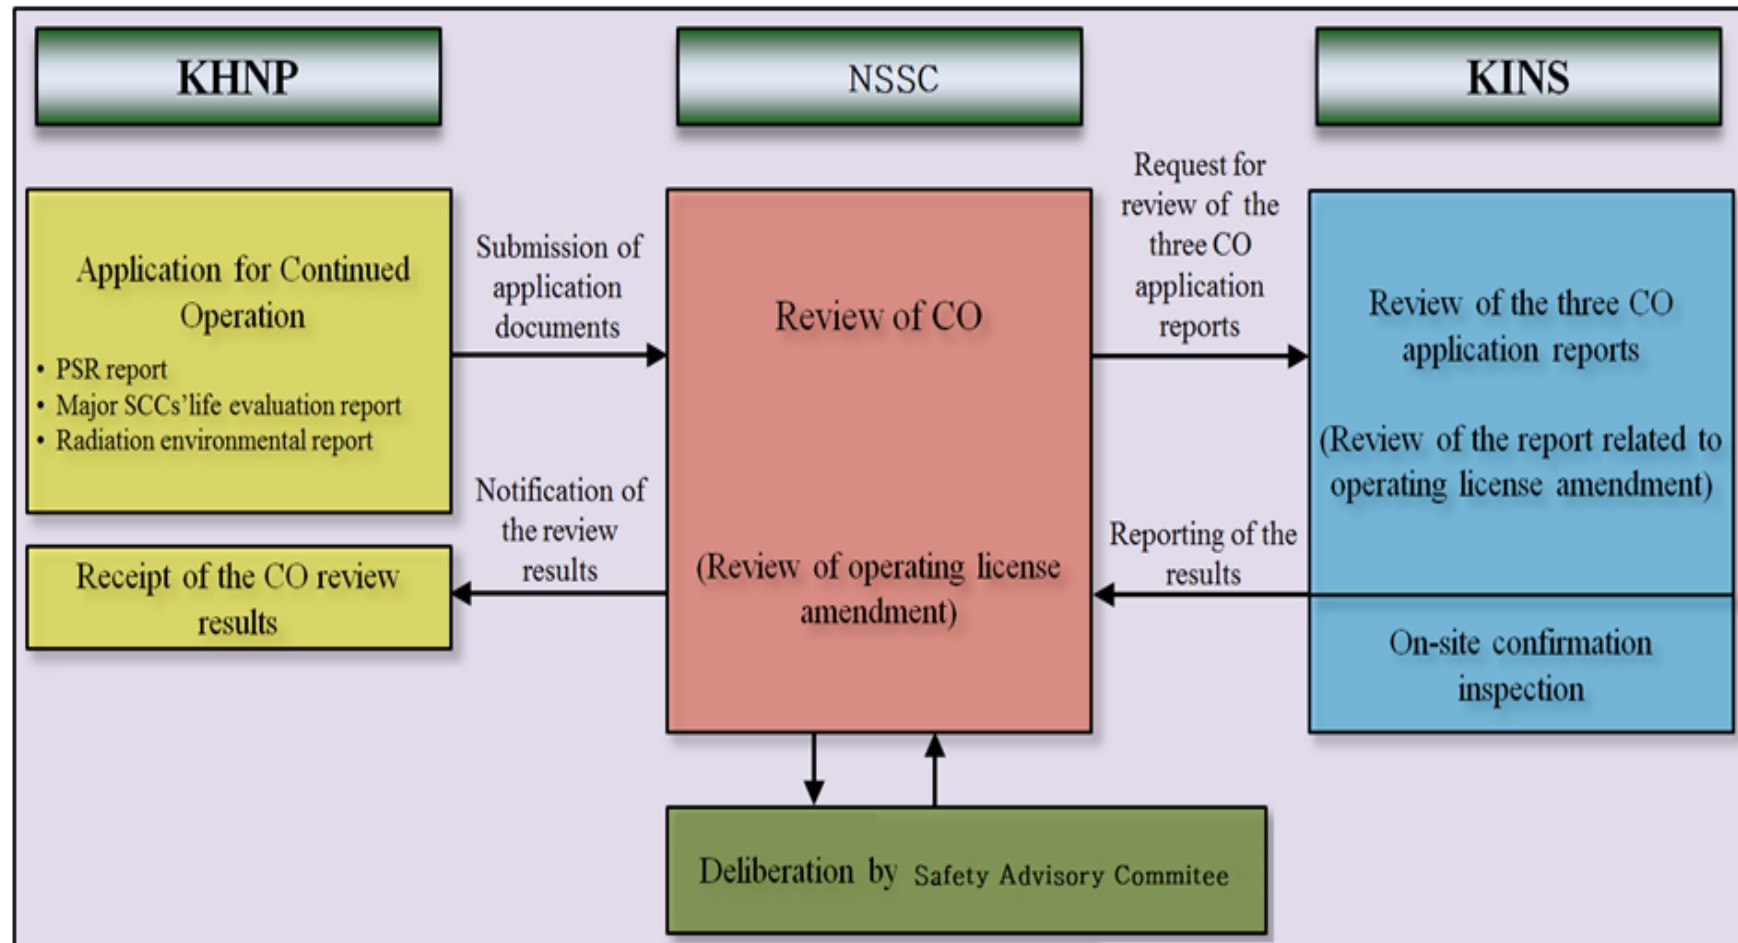 KHNP
NSSC
KINS
Application for Continued
Operation
• PSR report
• Major SCCs'life evaluation report
• Radiation environmental report
Submission of
application
documents
Review of CO
(Review of operating license
amendment)
Request for
review of the
three CO
application
reports
Review of the three CO
application reports
(Review of the report related to
operating license amendment)
On-site confirmation
inspection
Reporting of the
results
Notification of
the review
results
Receipt of the CO review
results
Deliberation by Safety Advisory Commitee